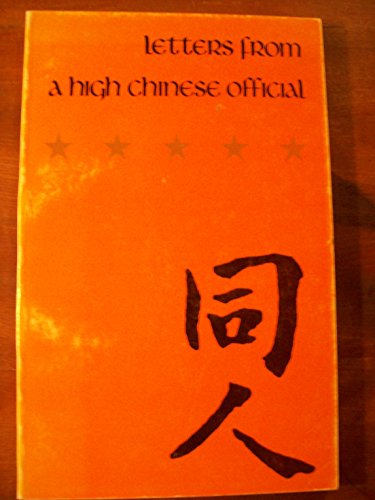 Letters from
a high chinese official
同人